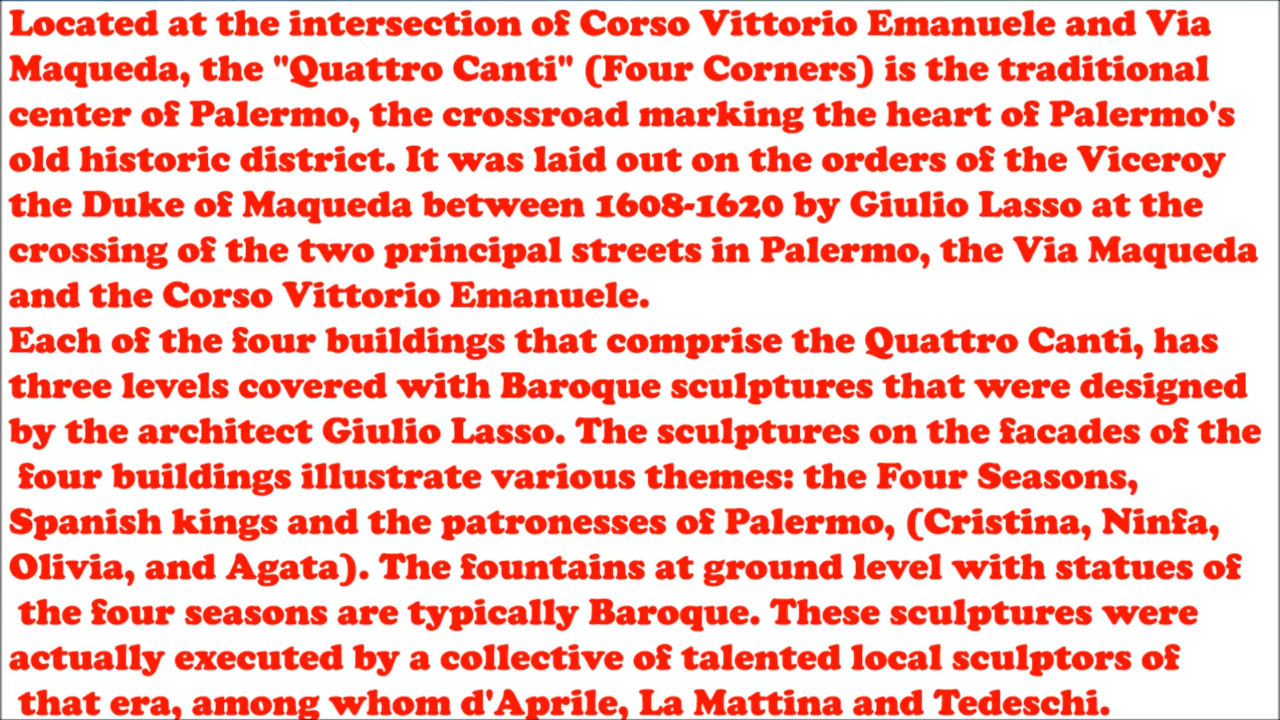 Located at the intersection of Corso Vittorio Emanuele and Via
Maqueda, the "Quattro Canti" (Four Corners) is the traditional
center of Palermo, the crossroad marking the heart of Palermo's
old historic district. It was laid out on the orders of the Viceroy
the Duke of Maqueda between 1608-1620 by Giulio Lasso at the
crossing of the two principal streets in Palermo, the Via Maqueda
and the Corso Vittorio Emanuele.
Each of the four buildings that comprise the Quattro Canti, has
three levels covered with Baroque sculptures that were designed
by the architect Giulio Lasso. The sculptures on the facades of the
four buildings illustrate various themes: the Four Seasons,
Spanish kings and the patronesses of Palermo, (Cristina, Ninfa,
Olivia, and Agata). The fountains at ground level with statues of
the four seasons are typically Baroque. These sculptures were
actually executed by a collective of talented local sculptors of
that era, among whom d'Aprile, La Mattina and Tedeschi.